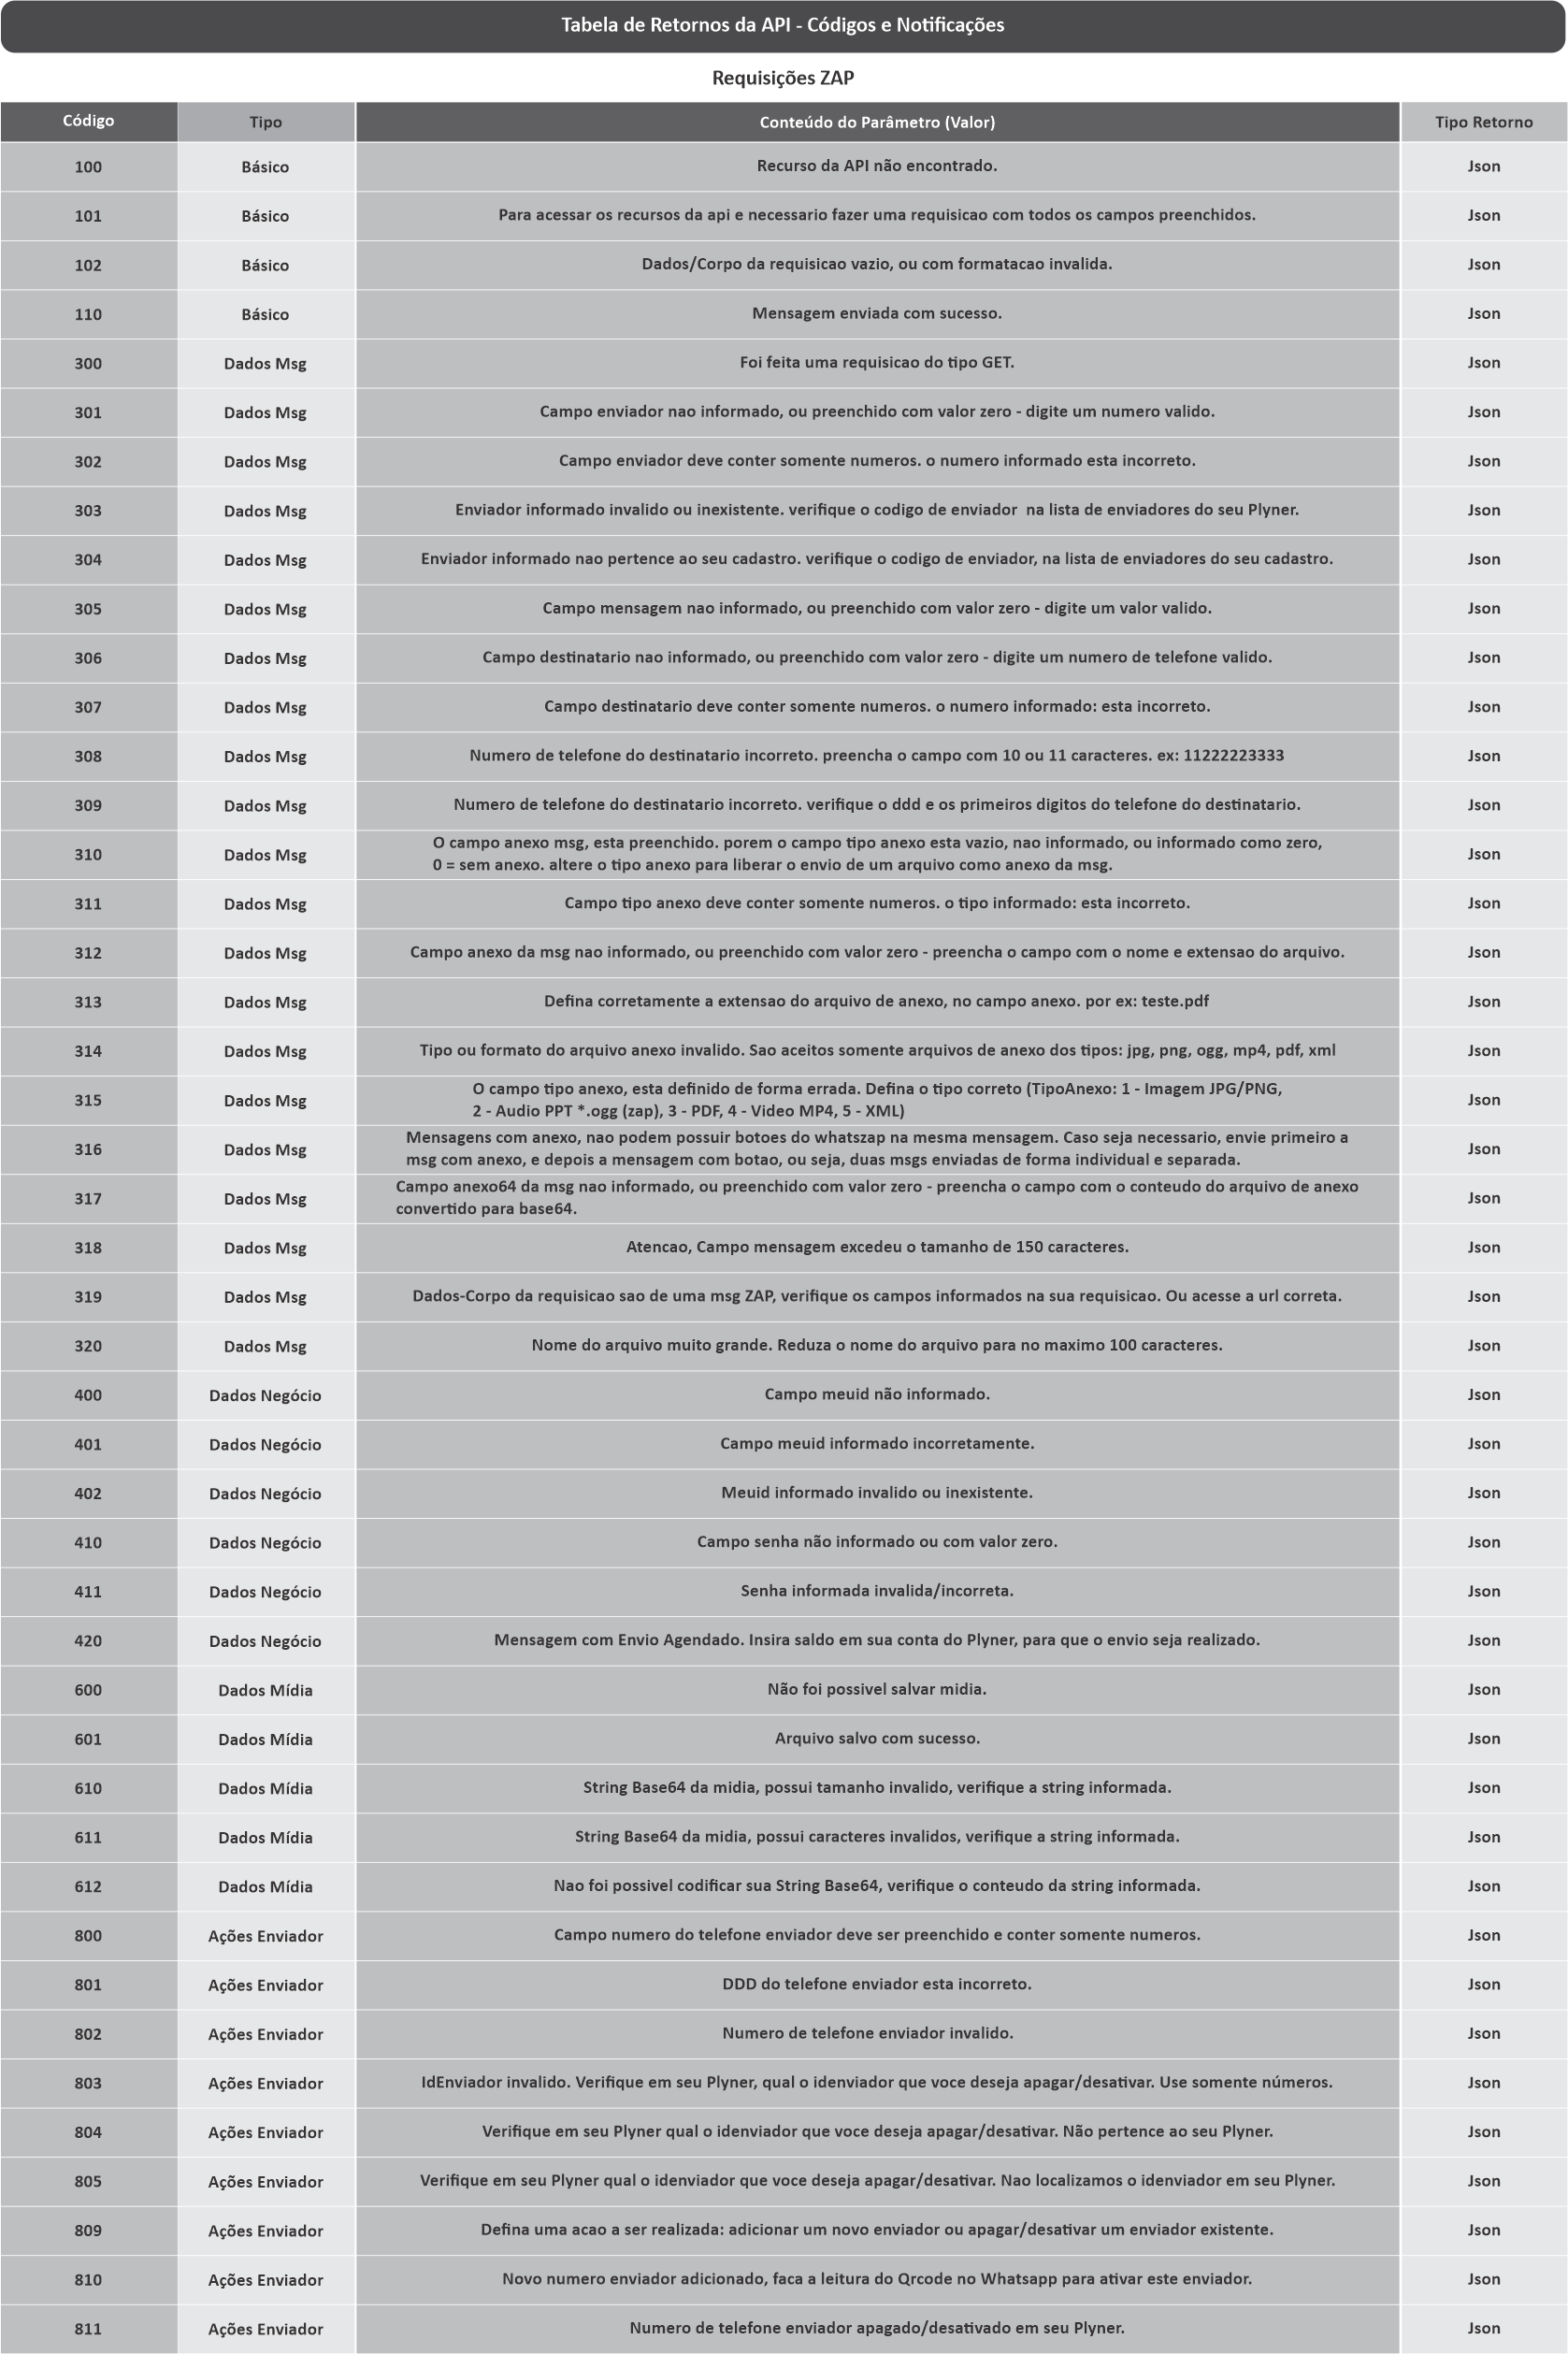 Tabela de Retornos da API - Códigos e Notificações
Requisições ZAP
Código Tipo Conteúdo do Parâmetro (Valor) Tipo Retorno
100 Básico Recurso da API não encontrado. Json
101 Básico Para acessar os recursos da api e necessario fazer uma requisicao com todos os campos preenchidos. Json
102 Básico Dados/Corpo da requisicao vazio, ou com formatacao invalida. Json
110 Básico Mensagem enviada com sucesso. Json
300 Dados Msg Foi feita uma requisicao do tipo GET. Json
301 Dados Msg Campo enviador nao informado, ou preenchido com valor zero - digite um numero valido. Json
302 Dados Msg Campo enviador deve conter somente numeros. o numero informado esta incorreto. Json
303 Dados Msg Enviador informado invalido ou inexistente. verifique o codigo de enviador  na lista de enviadores do seu Plyner. Json
304 Dados Msg Enviador informado nao pertence ao seu cadastro. verifique o codigo de enviador, na lista de enviadores do seu cadastro. Json
305 Dados Msg Campo mensagem nao informado, ou preenchido com valor zero - digite um valor valido. Json
306 Dados Msg Campo destinatario nao informado, ou preenchido com valor zero - digite um numero de telefone valido. Json
307 Dados Msg Campo destinatario deve conter somente numeros. o numero informado: esta incorreto. Json
308 Dados Msg Numero de telefone do destinatario incorreto. preencha o campo com 10 ou 11 caracteres. ex: 11222223333 Json
309 Dados Msg Numero de telefone do destinatario incorreto. verifique o ddd e os primeiros digitos do telefone do destinatario. Json
310 Dados Msg O campo anexo msg, esta preenchido. porem o campo tipo anexo esta vazio, nao informado, ou informado como zero,
0 = sem anexo. altere o tipo anexo para liberar o envio de um arquivo como anexo da msg. Json
311 Dados Msg Campo tipo anexo deve conter somente numeros. o tipo informado: esta incorreto. Json
312 Dados Msg Campo anexo da msg nao informado, ou preenchido com valor zero - preencha o campo com o nome e extensao do arquivo. Json
313 Dados Msg Defina corretamente a extensao do arquivo de anexo, no campo anexo. por ex: teste.pdf Json
314 Dados Msg Tipo ou formato do arquivo anexo invalido. Sao aceitos somente arquivos de anexo dos tipos: jpg, png, ogg, mp4, pdf, xml Json
315 Dados Msg O campo tipo anexo, esta definido de forma errada. Defina o tipo correto (TipoAnexo: 1 - Imagem JPG/PNG,
2 - Audio PPT *.ogg (zap), 3 - PDF, 4 - Video MP4, 5 - XML) Json
316 Dados Msg Mensagens com anexo, nao podem possuir botoes do whatszap na mesma mensagem. Caso seja necessario, envie primeiro a
msg com anexo, e depois a mensagem com botao, ou seja, duas msgs enviadas de forma individual e separada. Json
317 Dados Msg Campo anexo64 da msg nao informado, ou preenchido com valor zero - preencha o campo com o conteudo do arquivo de anexo
convertido para base64. Json
318 Dados Msg Atencao, Campo mensagem excedeu o tamanho de 150 caracteres. Json
319 Dados Msg Dados-Corpo da requisicao sao de uma msg ZAP, verifique os campos informados na sua requisicao. Ou acesse a url correta. Json
320 Dados Msg Nome do arquivo muito grande. Reduza o nome do arquivo para no maximo 100 caracteres. Json
400 Dados Negócio Campo meuid não informado. Json
401 Dados Negócio Campo meuid informado incorretamente. Json
402 Dados Negócio Meuid informado invalido ou inexistente. Json
410 Dados Negócio Campo senha não informado ou com valor zero. Json
411 Dados Negócio Senha informada invalida/incorreta. Json
420 Dados Negócio Mensagem com Envio Agendado. Insira saldo em sua conta do Plyner, para que o envio seja realizado. Json
600 Dados Mídia Não foi possivel salvar midia. Json
601 Dados Mídia Arquivo salvo com sucesso. Json
610 Dados Mídia String Base64 da midia, possui tamanho invalido, verifique a string informada. Json
611 Dados Mídia String Base64 da midia, possui caracteres invalidos, verifique a string informada. Json
612 Dados Mídia Nao foi possivel codificar sua String Base64, verifique o conteudo da string informada. Json
800 Ações Enviador Campo numero do telefone enviador deve ser preenchido e conter somente numeros. Json
801 Ações Enviador DDD do telefone enviador esta incorreto. Json
802 Ações Enviador Numero de telefone enviador invalido. Json
803 Ações Enviador IdEnviador invalido. Verifique em seu Plyner, qual o idenviador que voce deseja apagar/desativar. Use somente números. Json
804 Ações Enviador Verifique em seu Plyner qual o idenviador que voce deseja apagar/desativar. Não pertence ao seu Plyner. Json
805 Ações Enviador Verifique em seu Plyner qual o idenviador que voce deseja apagar/desativar. Nao localizamos o idenviador em seu Plyner. Json
809 Ações Enviador Defina uma acao a ser realizada: adicionar um novo enviador ou apagar/desativar um enviador existente. Json
810 Ações Enviador Novo numero enviador adicionado, faca a leitura do Qrcode no Whatsapp para ativar este enviador. Json
811 Ações Enviador Numero de telefone enviador apagado/desativado em seu Plyner. Json